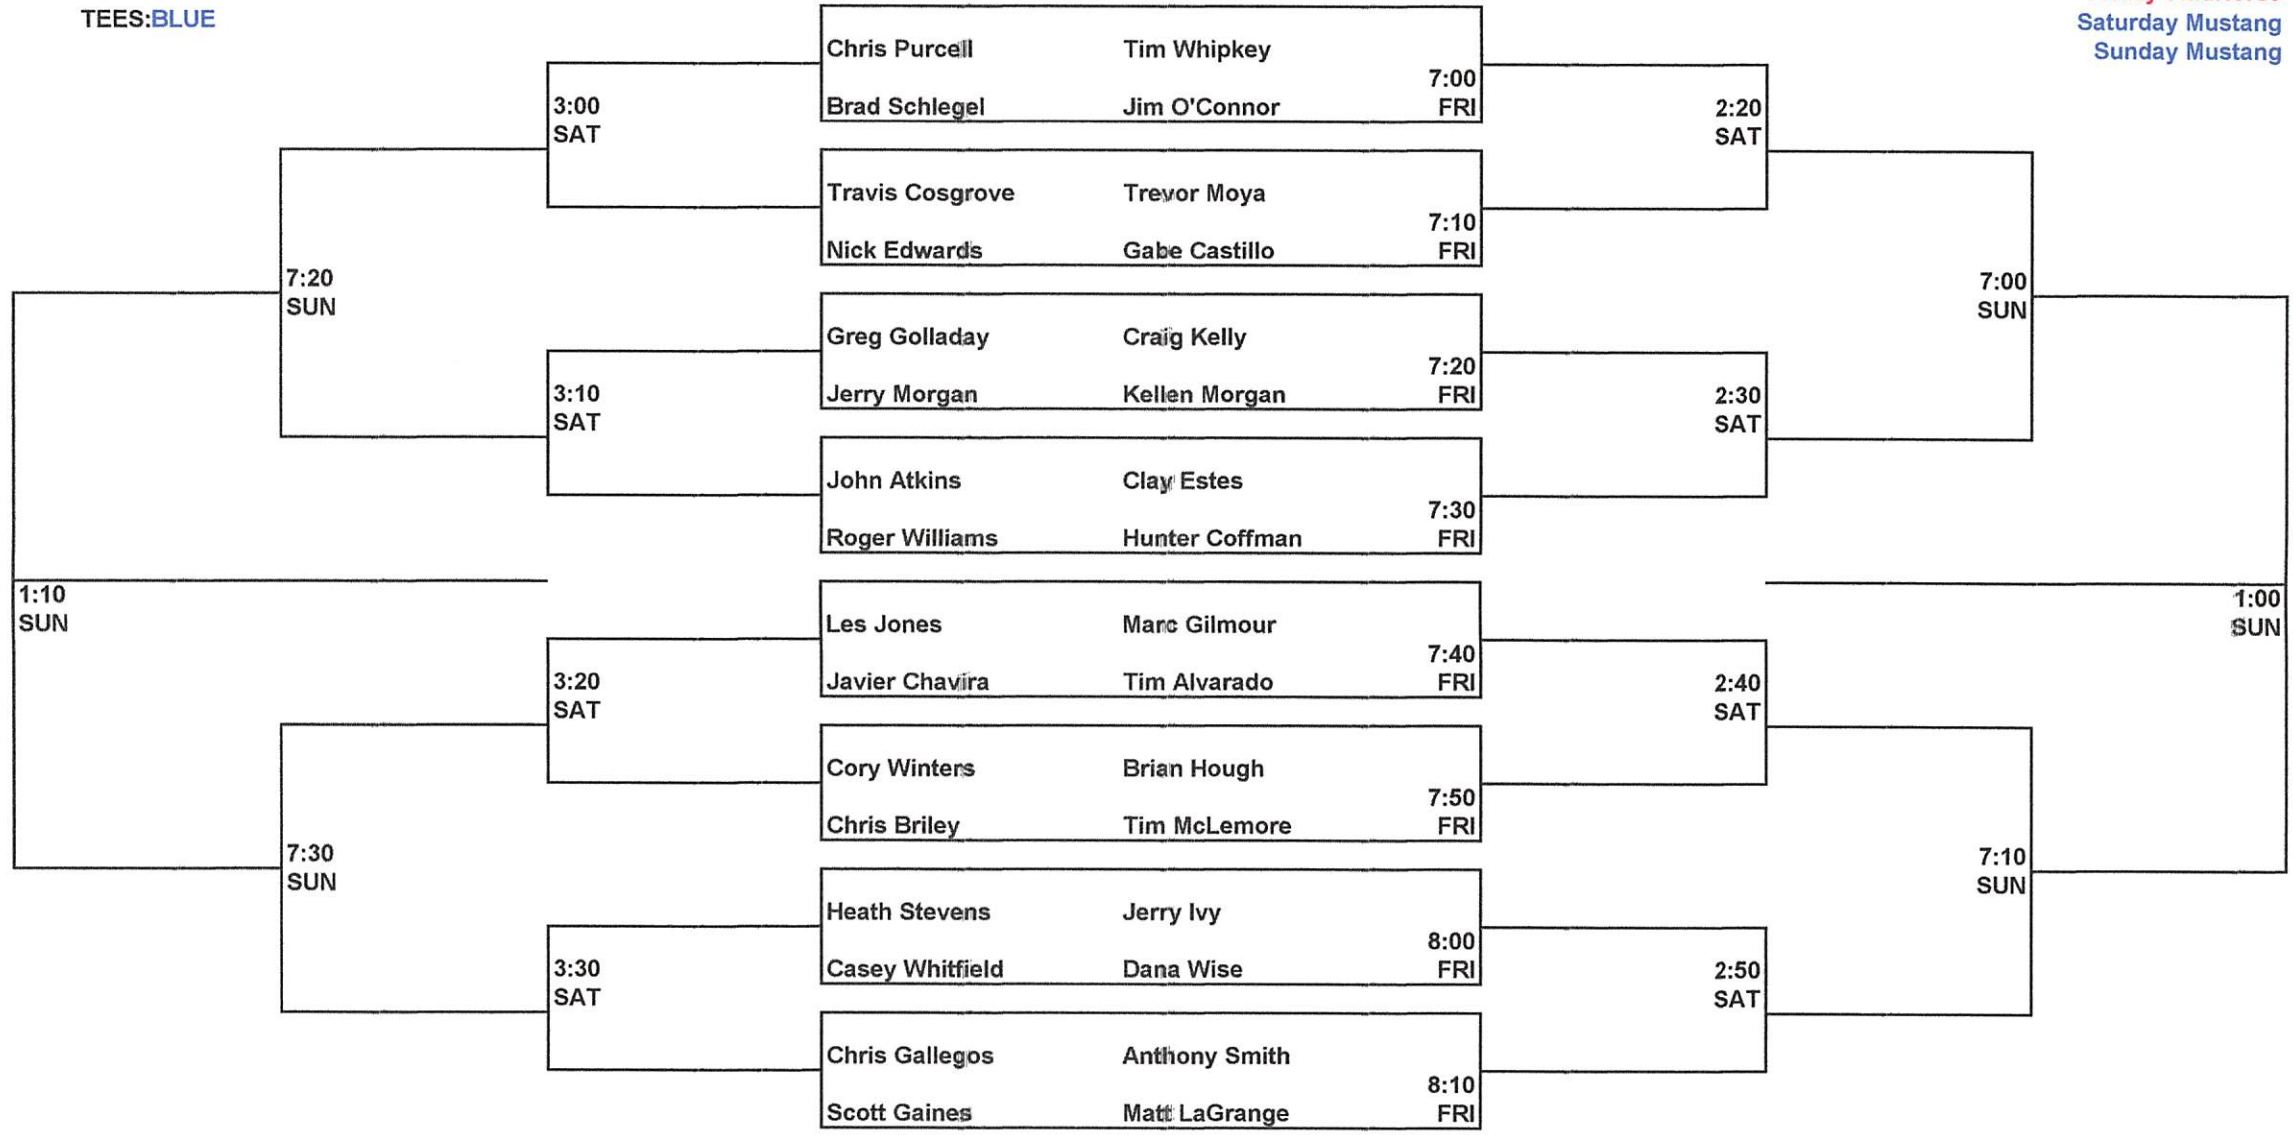 TEES:BLUE
Saturday Mustang
Sunday Mustang
Chris Purcell Tim Whipkey
7:00
Brad Schlegel Jim O'Connor FRI
3:00
SAT
2:20
SAT
Travis Cosgrove Trevor Moya
7:10
Nick Edwards Gabe Castillo FRI
7:20
SUN
7:00
SUN
Greg Golladay Craig Kelly
7:20
Jerry Morgan Kellen Morgan FRI
3:10
SAT
2:30
SAT
John Atkins Clay Estes
7:30
Roger Williams Hunter Coffman FRI
1:10
SUN
1:00
SUN
Les Jones Marc Gilmour
7:40
Javier Chavira Tim Alvarado FRI
3:20
SAT
2:40
SAT
Cory Winters Brian Hough
7:50
Chris Briley Tim McLemore FRI
7:30
SUN
7:10
SUN
Heath Stevens Jerry Ivy
8:00
Casey Whitfield Dana Wise FRI
3:30
SAT
2:50
SAT
Chris Gallegos Anthony Smith
8:10
Scott Gaines Matt LaGrange FRI